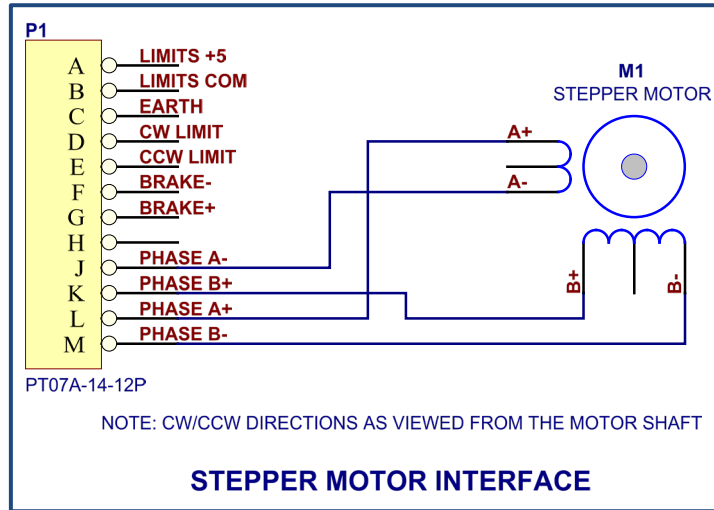 P1
A LIMITS +5
B LIMITS COM
C EARTH
D CW LIMIT
E CCW LIMIT
F BRAKE-
G BRAKE+
H
J PHASE A-
K PHASE B+
L PHASE A+
M PHASE B-
PT07A-14-12P
M1
STEPPER MOTOR
A+
A-
B+
B-
NOTE: CW/CCW DIRECTIONS AS VIEWED FROM THE MOTOR SHAFT
STEPPER MOTOR INTERFACE